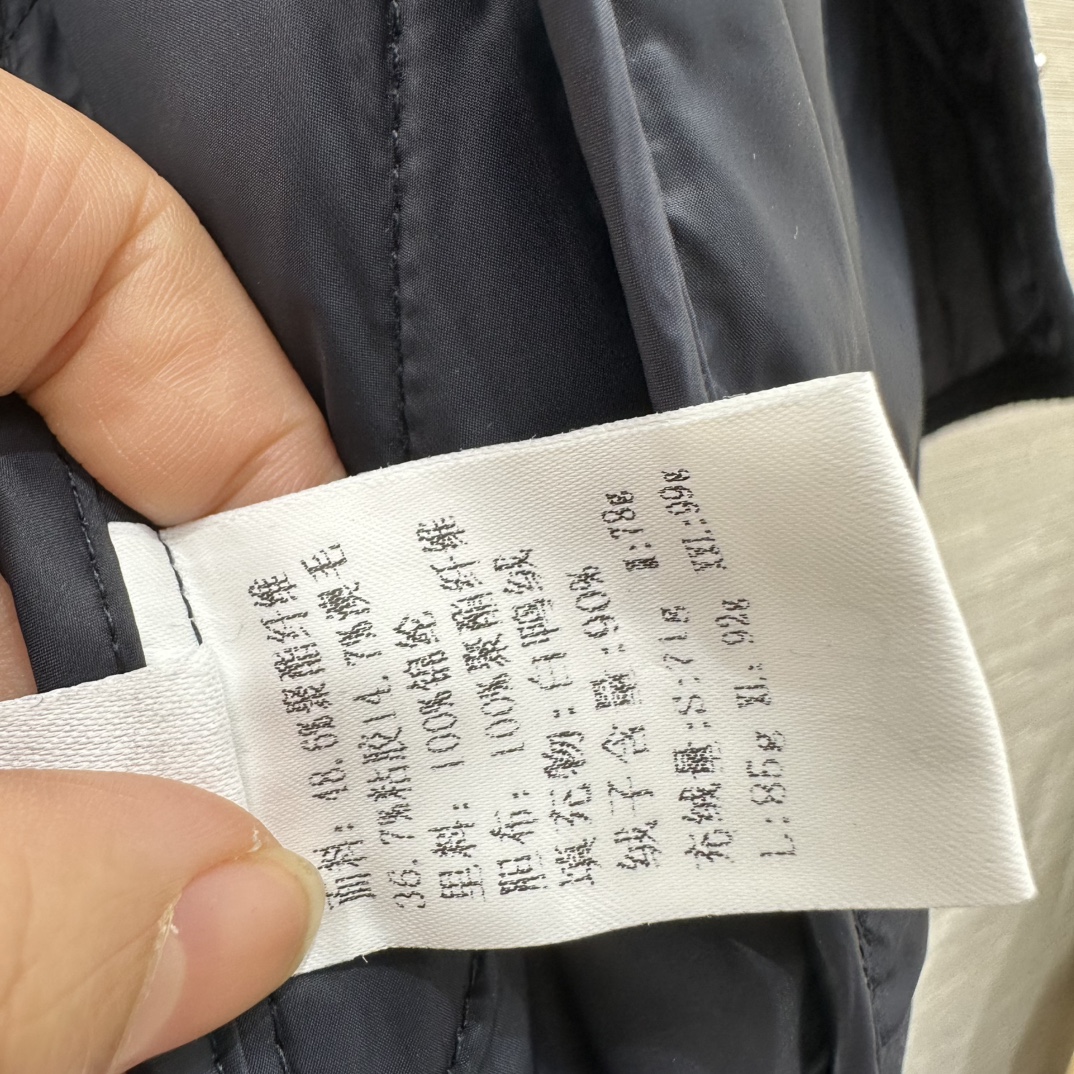 面料: 48.6%聚酯纤维
36.7%粘胶14.7%澳毛
里料: 100%锦纶
胆布: 100%聚酯纤维
填充物: 白鸭绒
绒子含量:90%
充绒量:S:71g M:78g
L:85g XL:92g XXL:99g